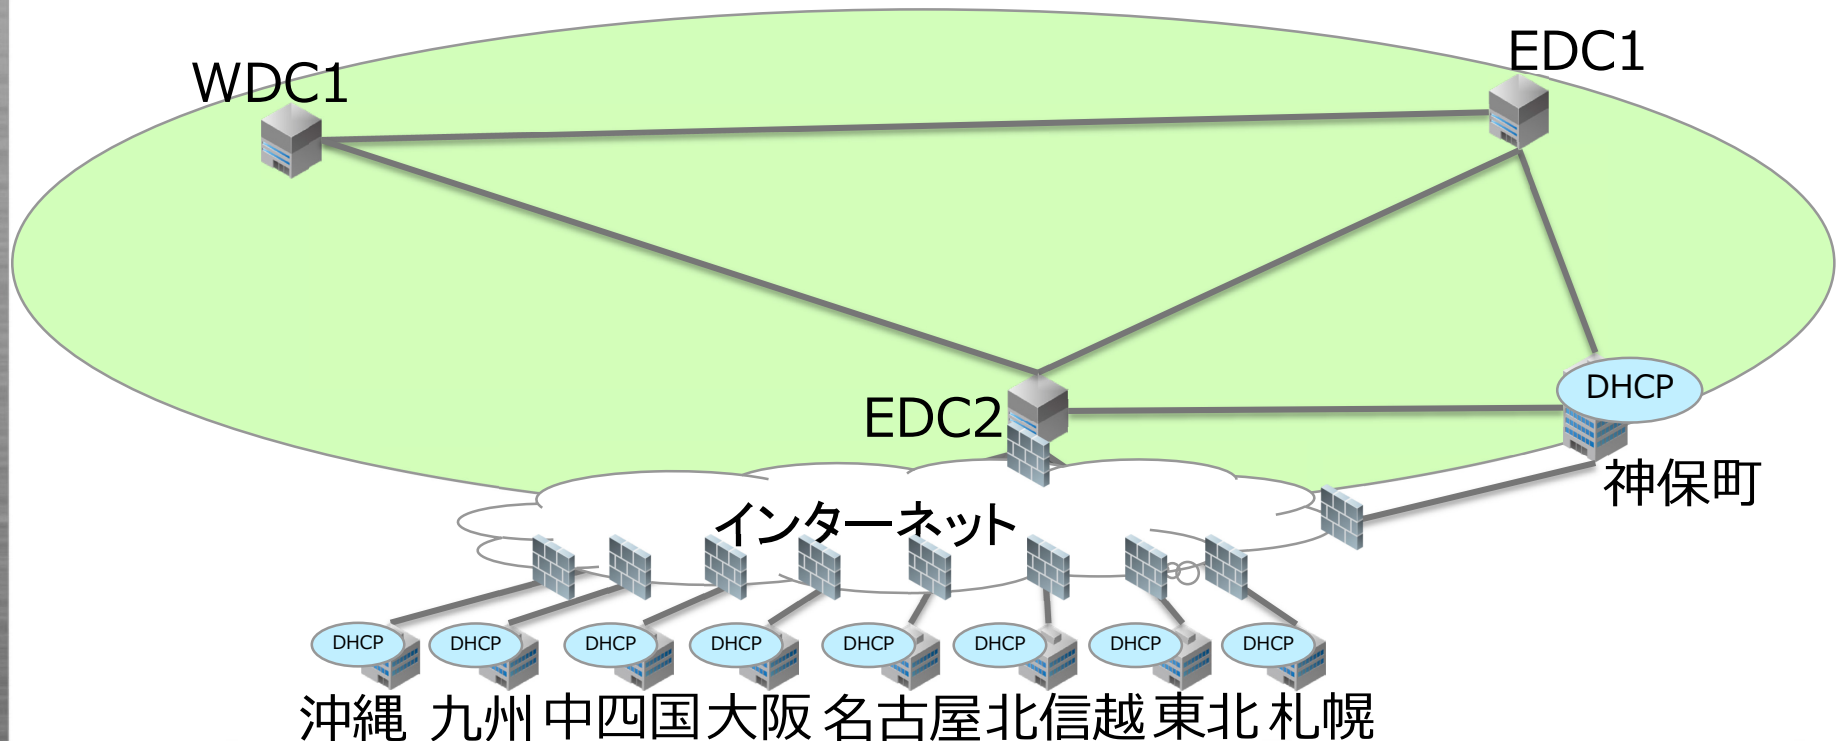 WDC1
EDC1
EDC2
DHCP
神保町
インターネット
DHCP DHCP DHCP DHCP DHCP DHCP DHCP DHCP
沖縄 九州 中四国 大阪 名古屋 北信越 東北 札幌